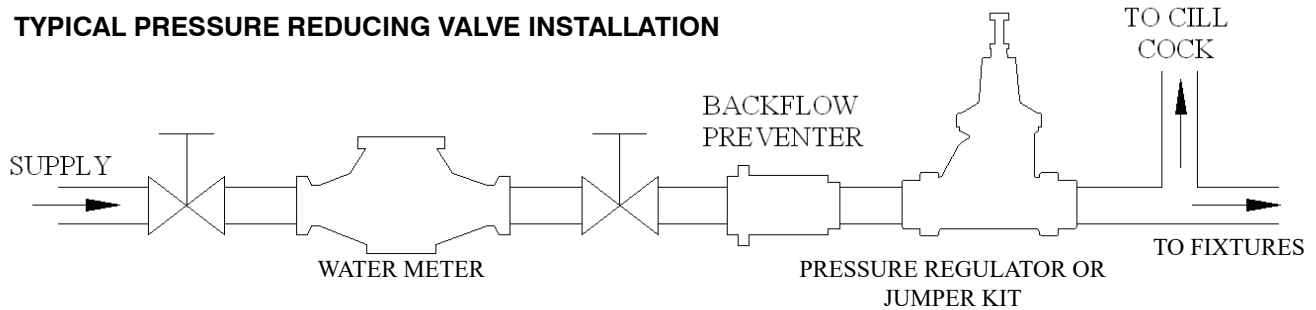 TYPICAL PRESSURE REDUCING VALVE INSTALLATION
TO CILL
COCK
BACKFLOW
PREVENTER
SUPPLY
WATER METER
PRESSURE REGULATOR OR
JUMPER KIT
TO FIXTURES